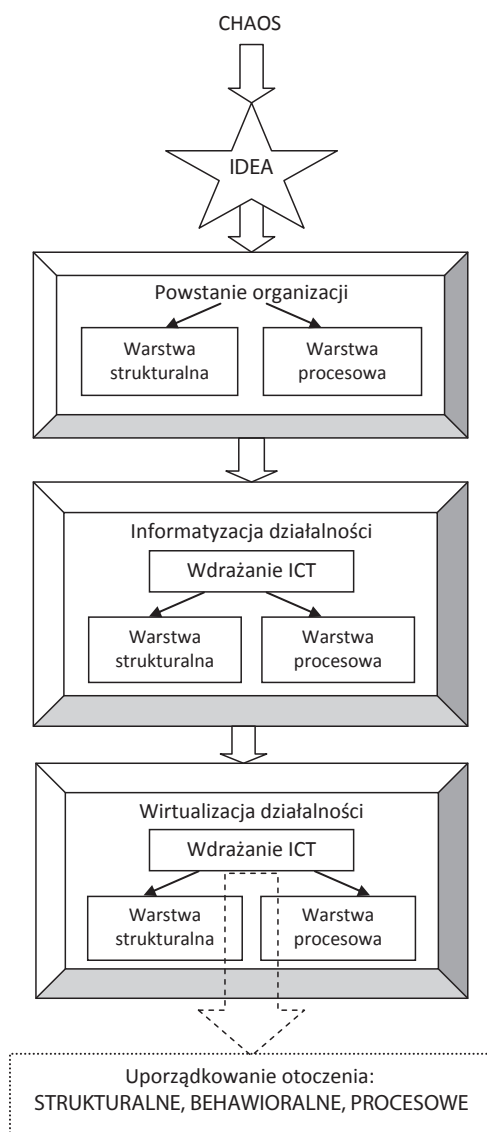 CHAOS
IDEA
Powstanie organizacji
Warstwa
strukturalna
Warstwa
procesowa
Informatyzacja działalności
Wdrażanie ICT
Warstwa
strukturalna
Warstwa
procesowa
Wirtualizacja działalności
Wdrażanie ICT
Warstwa
strukturalna
Warstwa
procesowa
Uporządkowanie otoczenia:
STRUKTURALNE, BEHAWIORALNE, PROCESOWE